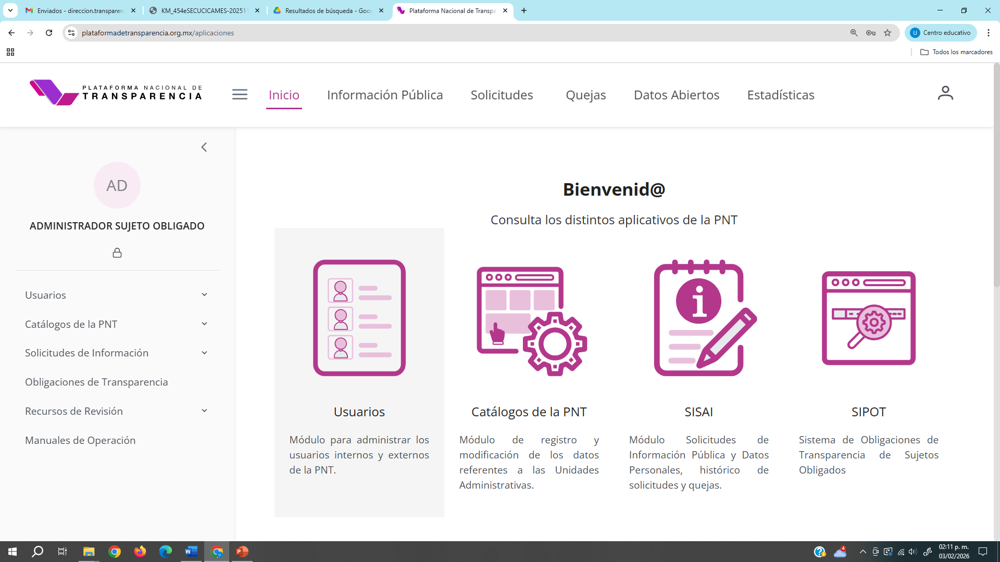 Enviados - direccion.transparen
KM_454eSECUCICAMES-202511
Resultados de búsqueda - Goog
Plataforma Nacional de Transpa
plataformadetransparencia.org.mx/aplicaciones
U Centro educativo
Todos los marcadores
PLATAFORMA NACIONAL DE
TRANSPARENCIA
Inicio
Información Pública
Solicitudes
Quejas
Datos Abiertos
Estadísticas
AD
ADMINISTRADOR SUJETO OBLIGADO
Usuarios
Catálogos de la PNT
Solicitudes de Información
Obligaciones de Transparencia
Recursos de Revisión
Manuales de Operación
Bienvenid@
Consulta los distintos aplicativos de la PNT
Usuarios
Módulo para administrar los
usuarios internos y externos
de la PNT.
Catálogos de la PNT
Módulo de registro y
modificación de los datos
referentes a las Unidades
Administrativas.
SISAI
Módulo Solicitudes de
Información Pública y Datos
Personales, histórico de
solicitudes y quejas.
SIPOT
Sistema de Obligaciones de
Transparencia de Sujetos
Obligados
4
02:11 p. m.
03/02/2026